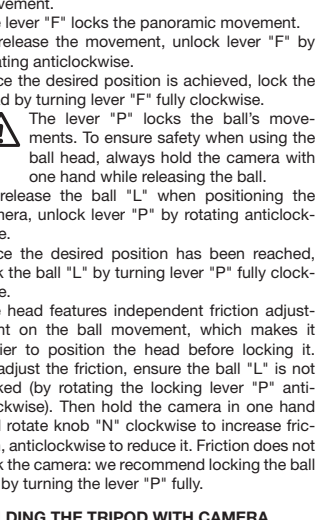 vement.
e lever "F" locks the panoramic movement.
release the movement, unlock lever "F" by
ating anticlockwise.
ce the desired position is achieved, lock the
d by turning lever "F" fully clockwise.
The lever "P" locks the ball's move-
ments. To ensure safety when using the
ball head, always hold the camera with
one hand while releasing the ball.
release the ball "L" when positioning the
mera, unlock lever "P" by rotating anticlock-
e.
ce the desired position has been reached,
k the ball "L" by turning lever "P" fully clock-
e.
e head features independent friction adjust-
nt on the ball movement, which makes it
ier to position the head before locking it.
adjust the friction, ensure the ball "L" is not
ked (by rotating the locking lever "P" anti-
ckwise). Then hold the camera in one hand
d rotate knob "N" clockwise to increase fric-
n, anticlockwise to reduce it. Friction does not
k the camera: we recommend locking the ball
by turning the lever "P" fully.
DING THE TRIPOD WITH CAMERA